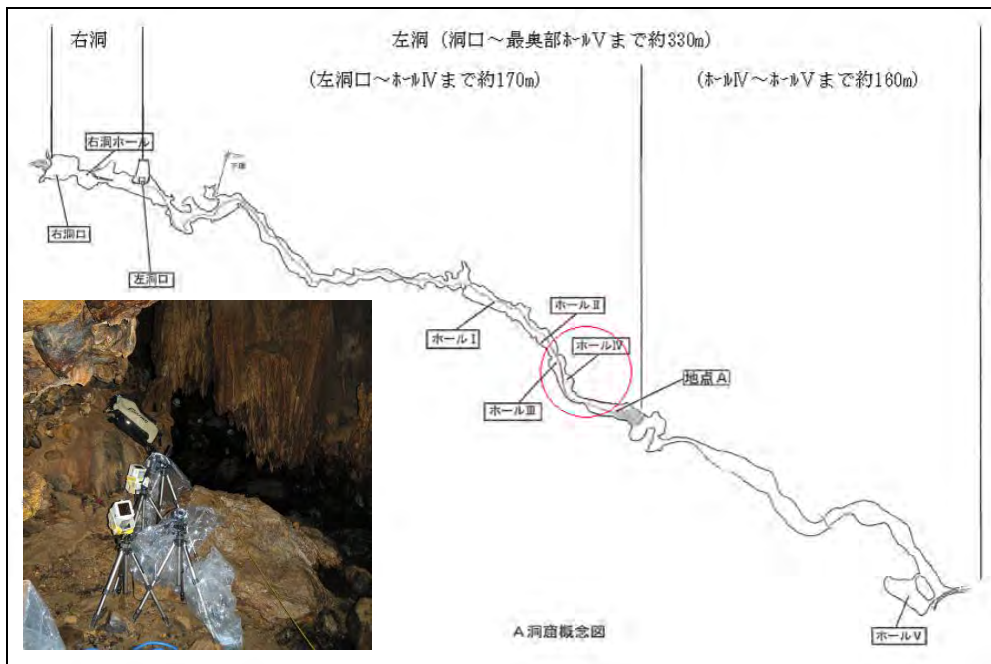 右洞
左洞（洞口～最奥部ﾎｰﾙⅤまで約330m）
（左洞口～ﾎｰﾙⅣまで約170m）
（ﾎｰﾙⅣ～ﾎｰﾙⅤまで約160m）
右洞ホール
右洞口
左洞口
ホールⅠ
ホールⅡ
ホールⅣ
ホールⅢ
地点A
ホールⅤ
A洞窟概念図